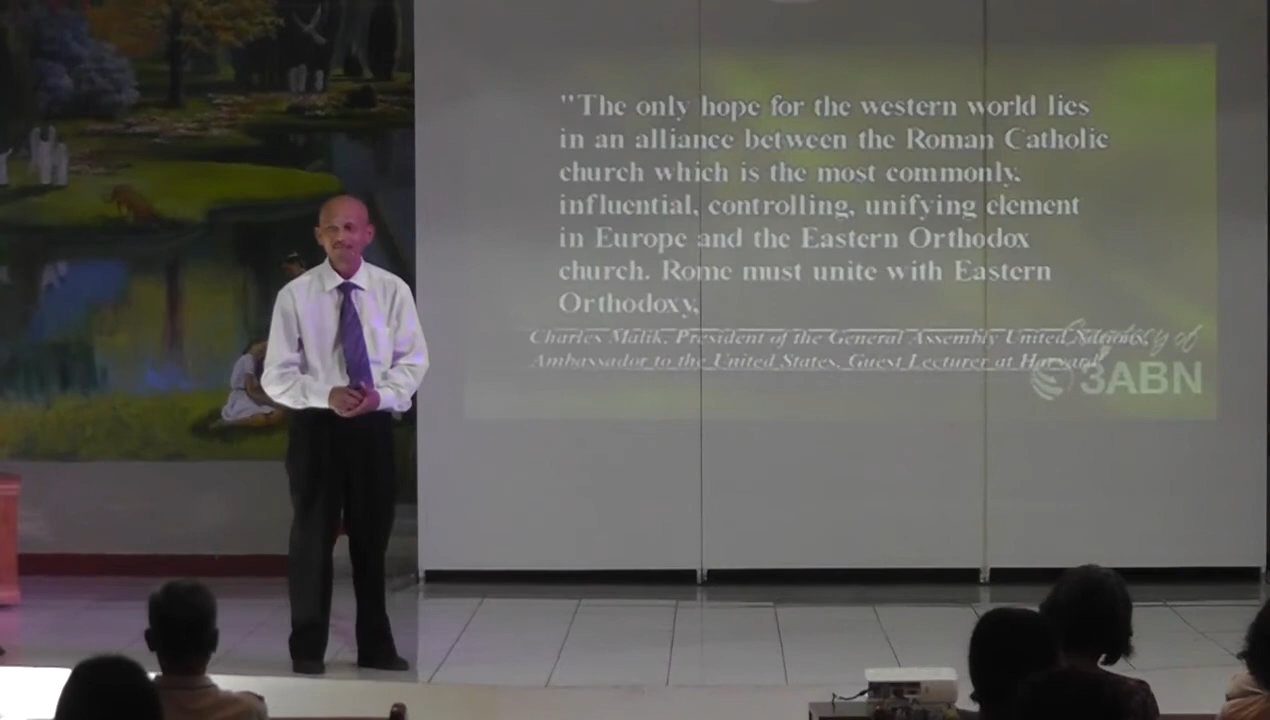 "The only hope for the western world lies
in an alliance between the Roman Catholic
church which is the most commonly,
influential, controlling, unifying element
in Europe and the Eastern Orthodox
church. Rome must unite with Eastern
Orthodoxy,
Charles Malik, President of the General Assembly United Nations,
Ambassador to the United States, Guest Lecturer at Harvard
Courtesy of
3ABN